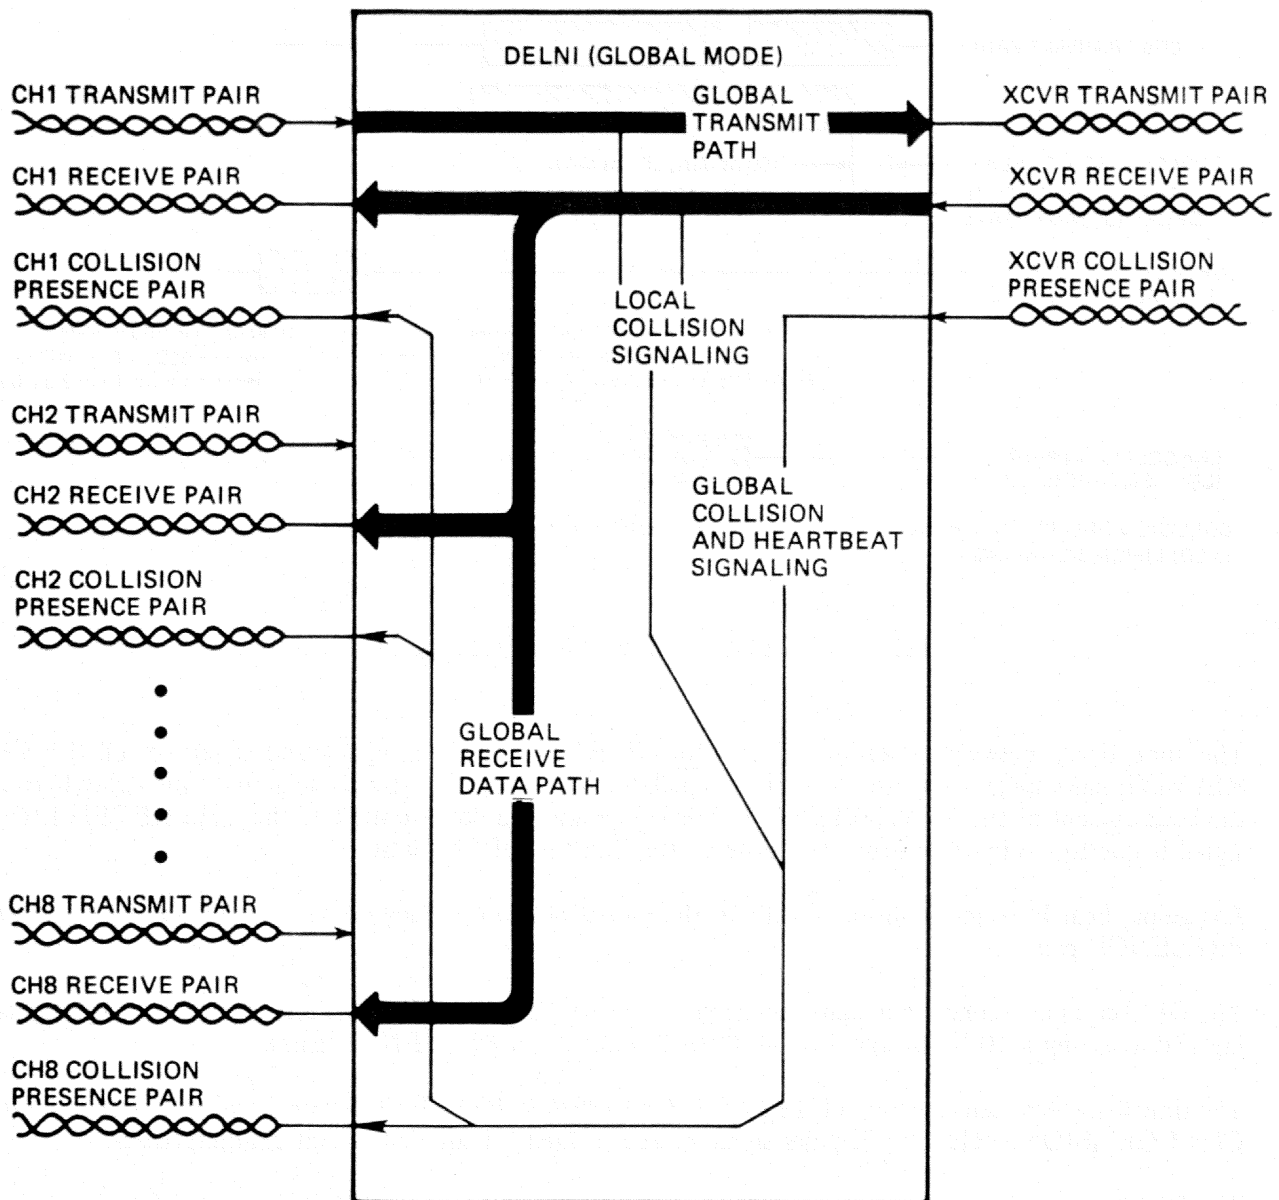 DELNI (GLOBAL MODE)
CH1 TRANSMIT PAIR
GLOBAL
TRANSMIT
PATH
XCVR TRANSMIT PAIR
CH1 RECEIVE PAIR
XCVR RECEIVE PAIR
CH1 COLLISION
PRESENCE PAIR
XCVR COLLISION
PRESENCE PAIR
LOCAL
COLLISION
SIGNALING
CH2 TRANSMIT PAIR
CH2 RECEIVE PAIR
GLOBAL
COLLISION
AND HEARTBEAT
SIGNALING
CH2 COLLISION
PRESENCE PAIR
GLOBAL
RECEIVE
DATA PATH
CH8 TRANSMIT PAIR
CH8 RECEIVE PAIR
CH8 COLLISION
PRESENCE PAIR